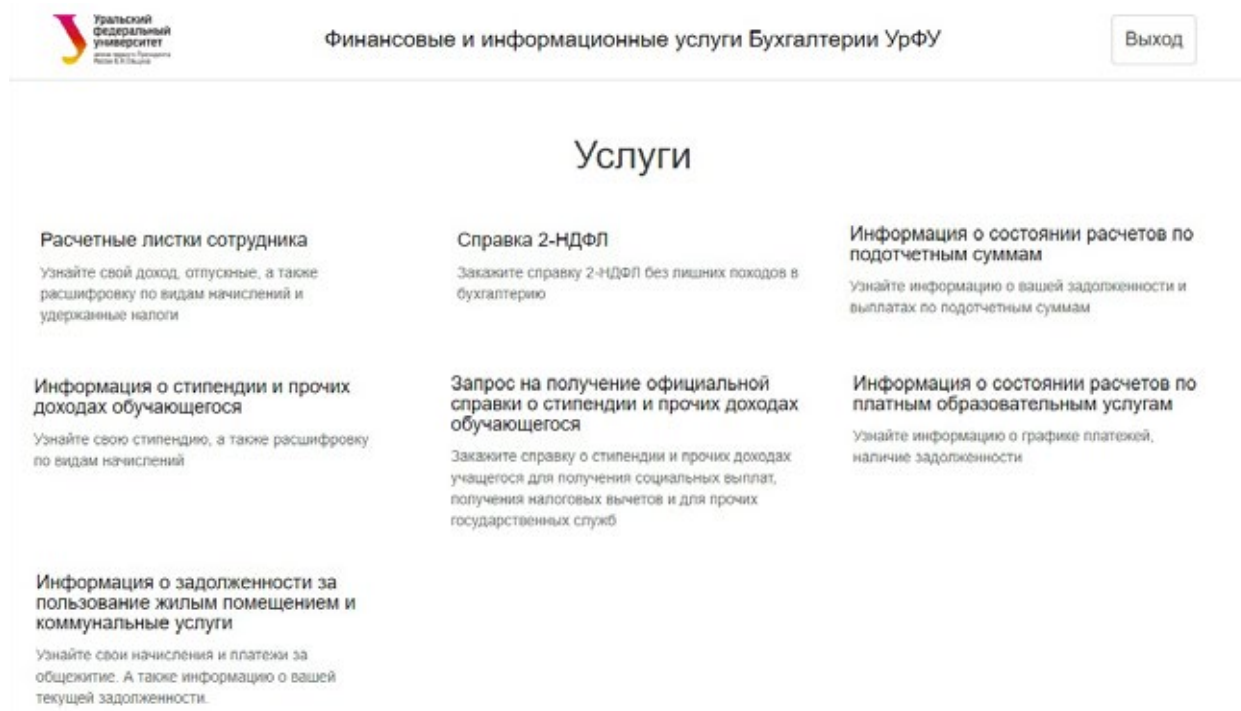 Уральский
федеральный
университет
имени первого Президента
России Б.Н.Ельцина
Финансовые и информационные услуги Бухгалтерии УрФУ
Выход
Услуги
Расчетные листки сотрудника
Узнайте свой доход, отпускные, а также
расшифровку по видам начислений и
удержанные налоги
Справка 2-НДФЛ
Закажите справку 2-НДФЛ без лишних походов в
бухгалтерию
Информация о состоянии расчетов по
подотчетным суммам
Узнайте информацию о вашей задолженности и
выплатах по подотчетным суммам
Информация о стипендии и прочих
доходах обучающегося
Узнайте свою стипендию, а также расшифровку
по видам начислений
Запрос на получение официальной
справки о стипендии и прочих доходах
обучающегося
Закажите справку о стипендии и прочих доходах
учащегося для получения социальных выплат,
получения налоговых вычетов и для прочих
государственных служб
Информация о состоянии расчетов по
платным образовательным услугам
Узнайте информацию о графике платежей,
наличие задолженности
Информация о задолженности за
пользование жилым помещением и
коммунальные услуги
Узнайте свои начисления и платежи за
общежитие. А также информацию о вашей
текущей задолженности.